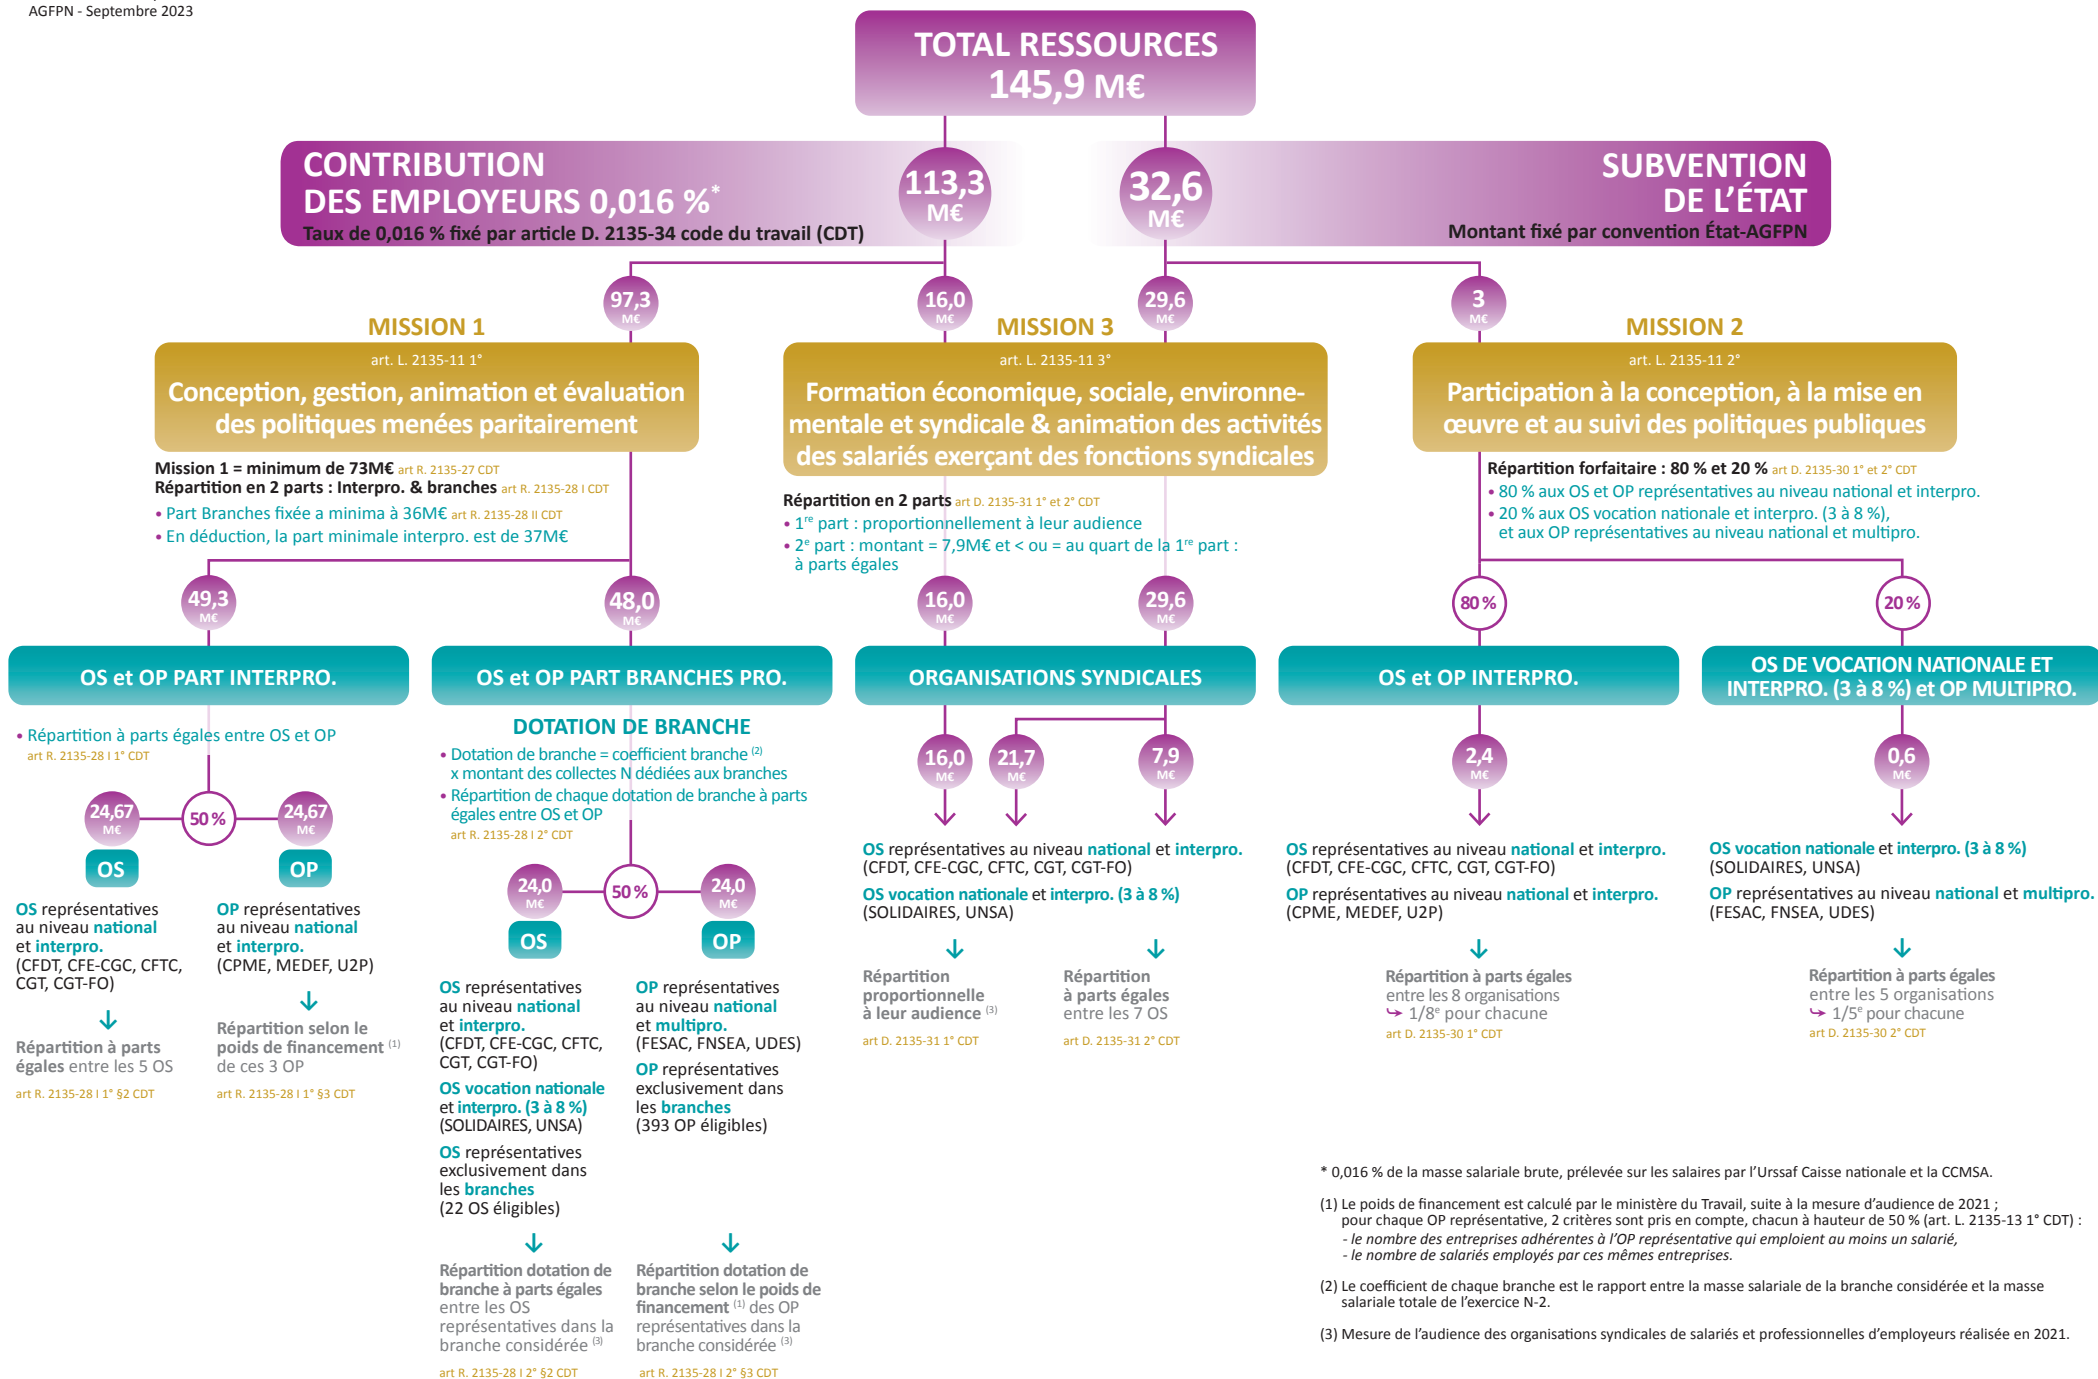 AGFPN - Septembre 2023
TOTAL RESSOURCES
145,9 M€
CONTRIBUTION
DES EMPLOYEURS 0,016 %*
Taux de 0,016 % fixé par article D. 2135-34 code du travail (CDT)
113,3
M€
32,6
M€
SUBVENTION
DE L’ÉTAT
Montant fixé par convention État-AGFPN
97,3
M€
16,0
M€
29,6
M€
3
M€
MISSION 1
art. L. 2135-11 1°
Conception, gestion, animation et évaluation
des politiques menées paritairement
Mission 1 = minimum de 73M€ art R. 2135-27 CDT
Répartition en 2 parts : Interpro. & branches art R. 2135-28 I CDT
• Part Branches fixée a minima à 36M€ art R. 2135-28 II CDT
• En déduction, la part minimale interpro. est de 37M€
MISSION 3
art. L. 2135-11 3°
Formation économique, sociale, environne-
mentale et syndicale & animation des activités
des salariés exerçant des fonctions syndicales
Répartition en 2 parts art D. 2135-31 1° et 2° CDT
• 1re part : proportionnellement à leur audience
• 2e part : montant = 7,9M€ et < ou = au quart de la 1re part :
à parts égales
MISSION 2
art. L. 2135-11 2°
Participation à la conception, à la mise en
œuvre et au suivi des politiques publiques
Répartition forfaitaire : 80 % et 20 % art D. 2135-30 1° et 2° CDT
• 80 % aux OS et OP représentatives au niveau national et interpro.
• 20 % aux OS vocation nationale et interpro. (3 à 8 %),
et aux OP représentatives au niveau national et multipro.
49,3
M€
48,0
M€
16,0
M€
29,6
M€
80 %
20 %
OS et OP PART INTERPRO.
• Répartition à parts égales entre OS et OP
art R. 2135-28 I 1° CDT
24,67
M€
50 %
24,67
M€
OS
OP
OS représentatives
au niveau national
et interpro.
(CFDT, CFE-CGC, CFTC,
CGT, CGT-FO)
Répartition à parts
égales entre les 5 OS
art R. 2135-28 I 1° §2 CDT
OP représentatives
au niveau national
et interpro.
(CPME, MEDEF, U2P)
Répartition selon le
poids de financement (1)
de ces 3 OP
art R. 2135-28 I 1° §3 CDT
OS et OP PART BRANCHES PRO.
DOTATION DE BRANCHE
• Dotation de branche = coefficient branche (2)
x montant des collectes N dédiées aux branches
• Répartition de chaque dotation de branche à parts
égales entre OS et OP
art R. 2135-28 I 2° CDT
24,0
M€
50 %
24,0
M€
OS
OP
OS représentatives
au niveau national
et interpro.
(CFDT, CFE-CGC, CFTC,
CGT, CGT-FO)
OS vocation nationale
et interpro. (3 à 8 %)
(SOLIDAIRES, UNSA)
OS représentatives
exclusivement dans
les branches
(22 OS éligibles)
Répartition dotation de
branche à parts égales
entre les OS
représentatives dans la
branche considérée (3)
art R. 2135-28 I 2° §2 CDT
OP représentatives
au niveau national
et multipro.
(FESAC, FNSEA, UDES)
OP représentatives
exclusivement dans
les branches
(393 OP éligibles)
Répartition dotation de
branche selon le poids de
financement (1) des OP
représentatives dans la
branche considérée (3)
art R. 2135-28 I 2° §3 CDT
ORGANISATIONS SYNDICALES
16,0
M€
21,7
M€
7,9
M€
OS représentatives au niveau national et interpro.
(CFDT, CFE-CGC, CFTC, CGT, CGT-FO)
OS vocation nationale et interpro. (3 à 8 %)
(SOLIDAIRES, UNSA)
Répartition
proportionnelle
à leur audience (3)
art D. 2135-31 1° CDT
Répartition
à parts égales
entre les 7 OS
art D. 2135-31 2° CDT
OS et OP INTERPRO.
2,4
M€
OS représentatives au niveau national et interpro.
(CFDT, CFE-CGC, CFTC, CGT, CGT-FO)
OP représentatives au niveau national et interpro.
(CPME, MEDEF, U2P)
Répartition à parts égales
entre les 8 organisations
1/8e pour chacune
art D. 2135-30 1° CDT
OS DE VOCATION NATIONALE ET
INTERPRO. (3 à 8 %) et OP MULTIPRO.
0,6
M€
OS vocation nationale et interpro. (3 à 8 %)
(SOLIDAIRES, UNSA)
OP représentatives au niveau national et multipro.
(FESAC, FNSEA, UDES)
Répartition à parts égales
entre les 5 organisations
1/5e pour chacune
art D. 2135-30 2° CDT
* 0,016 % de la masse salariale brute, prélevée sur les salaires par l’Urssaf Caisse nationale et la CCMSA.
(1) Le poids de financement est calculé par le ministère du Travail, suite à la mesure d’audience de 2021 ;
pour chaque OP représentative, 2 critères sont pris en compte, chacun à hauteur de 50 % (art. L. 2135-13 1° CDT) :
- le nombre des entreprises adhérentes à l’OP représentative qui emploient au moins un salarié,
- le nombre de salariés employés par ces mêmes entreprises.
(2) Le coefficient de chaque branche est le rapport entre la masse salariale de la branche considérée et la masse
salariale totale de l’exercice N-2.
(3) Mesure de l’audience des organisations syndicales de salariés et professionnelles d’employeurs réalisée en 2021.